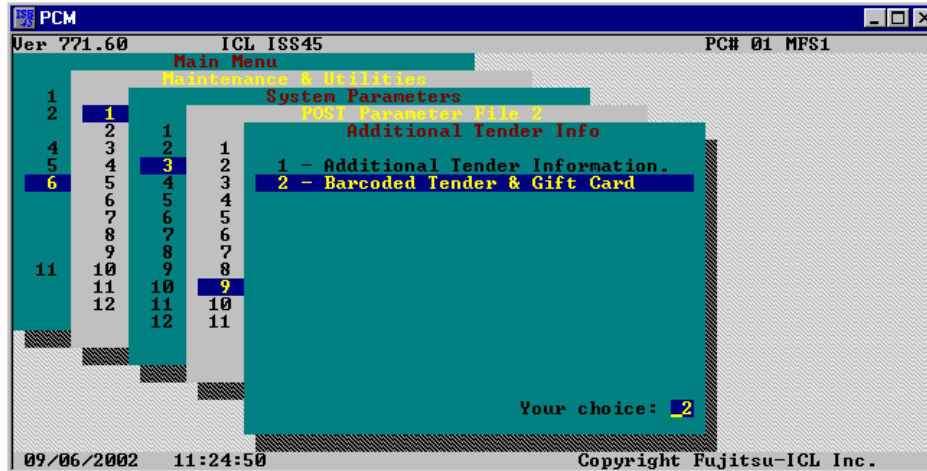 PCM
Ver 771.60 ICL ISS45 PC# 01 MFS1
Main Menu
Maintenance & Utilities
1 System Parameters
2 1 POST Parameter File 2
2 1 Additional Tender Info
4 3 2 1
5 4 3 2 1 - Additional Tender Information.
6 5 4 3 2 - Barcoded Tender & Gift Card
6 5 4
7 6 5
8 7 6
9 8 7
11 10 9 8
11 10 9
12 11 10
12 11
Your choice: _2
09/06/2002 11:24:50 Copyright Fujitsu-ICL Inc.